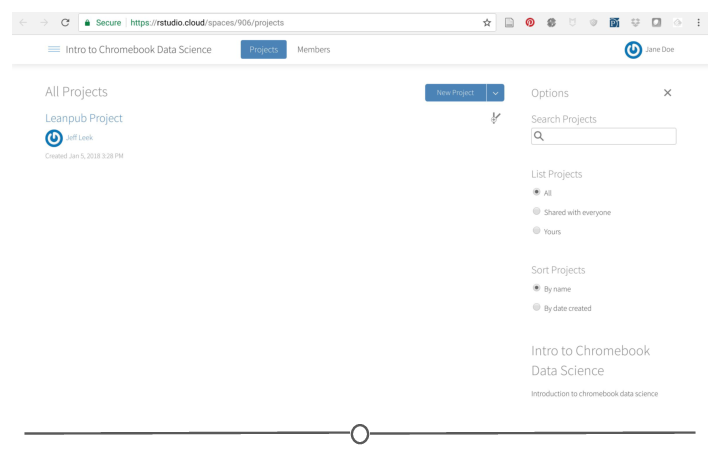 Secure https://rstudio.cloud/spaces/906/projects
Intro to Chromebook Data Science Projects Members Jane Doe
All Projects New Project
Leanpub Project
Jeff Leek
Created Jan 5, 2018 3:28 PM
Options
Search Projects
List Projects
All
Shared with everyone
Yours
Sort Projects
By name
By date created
Intro to Chromebook
Data Science
Introduction to chromebook data science